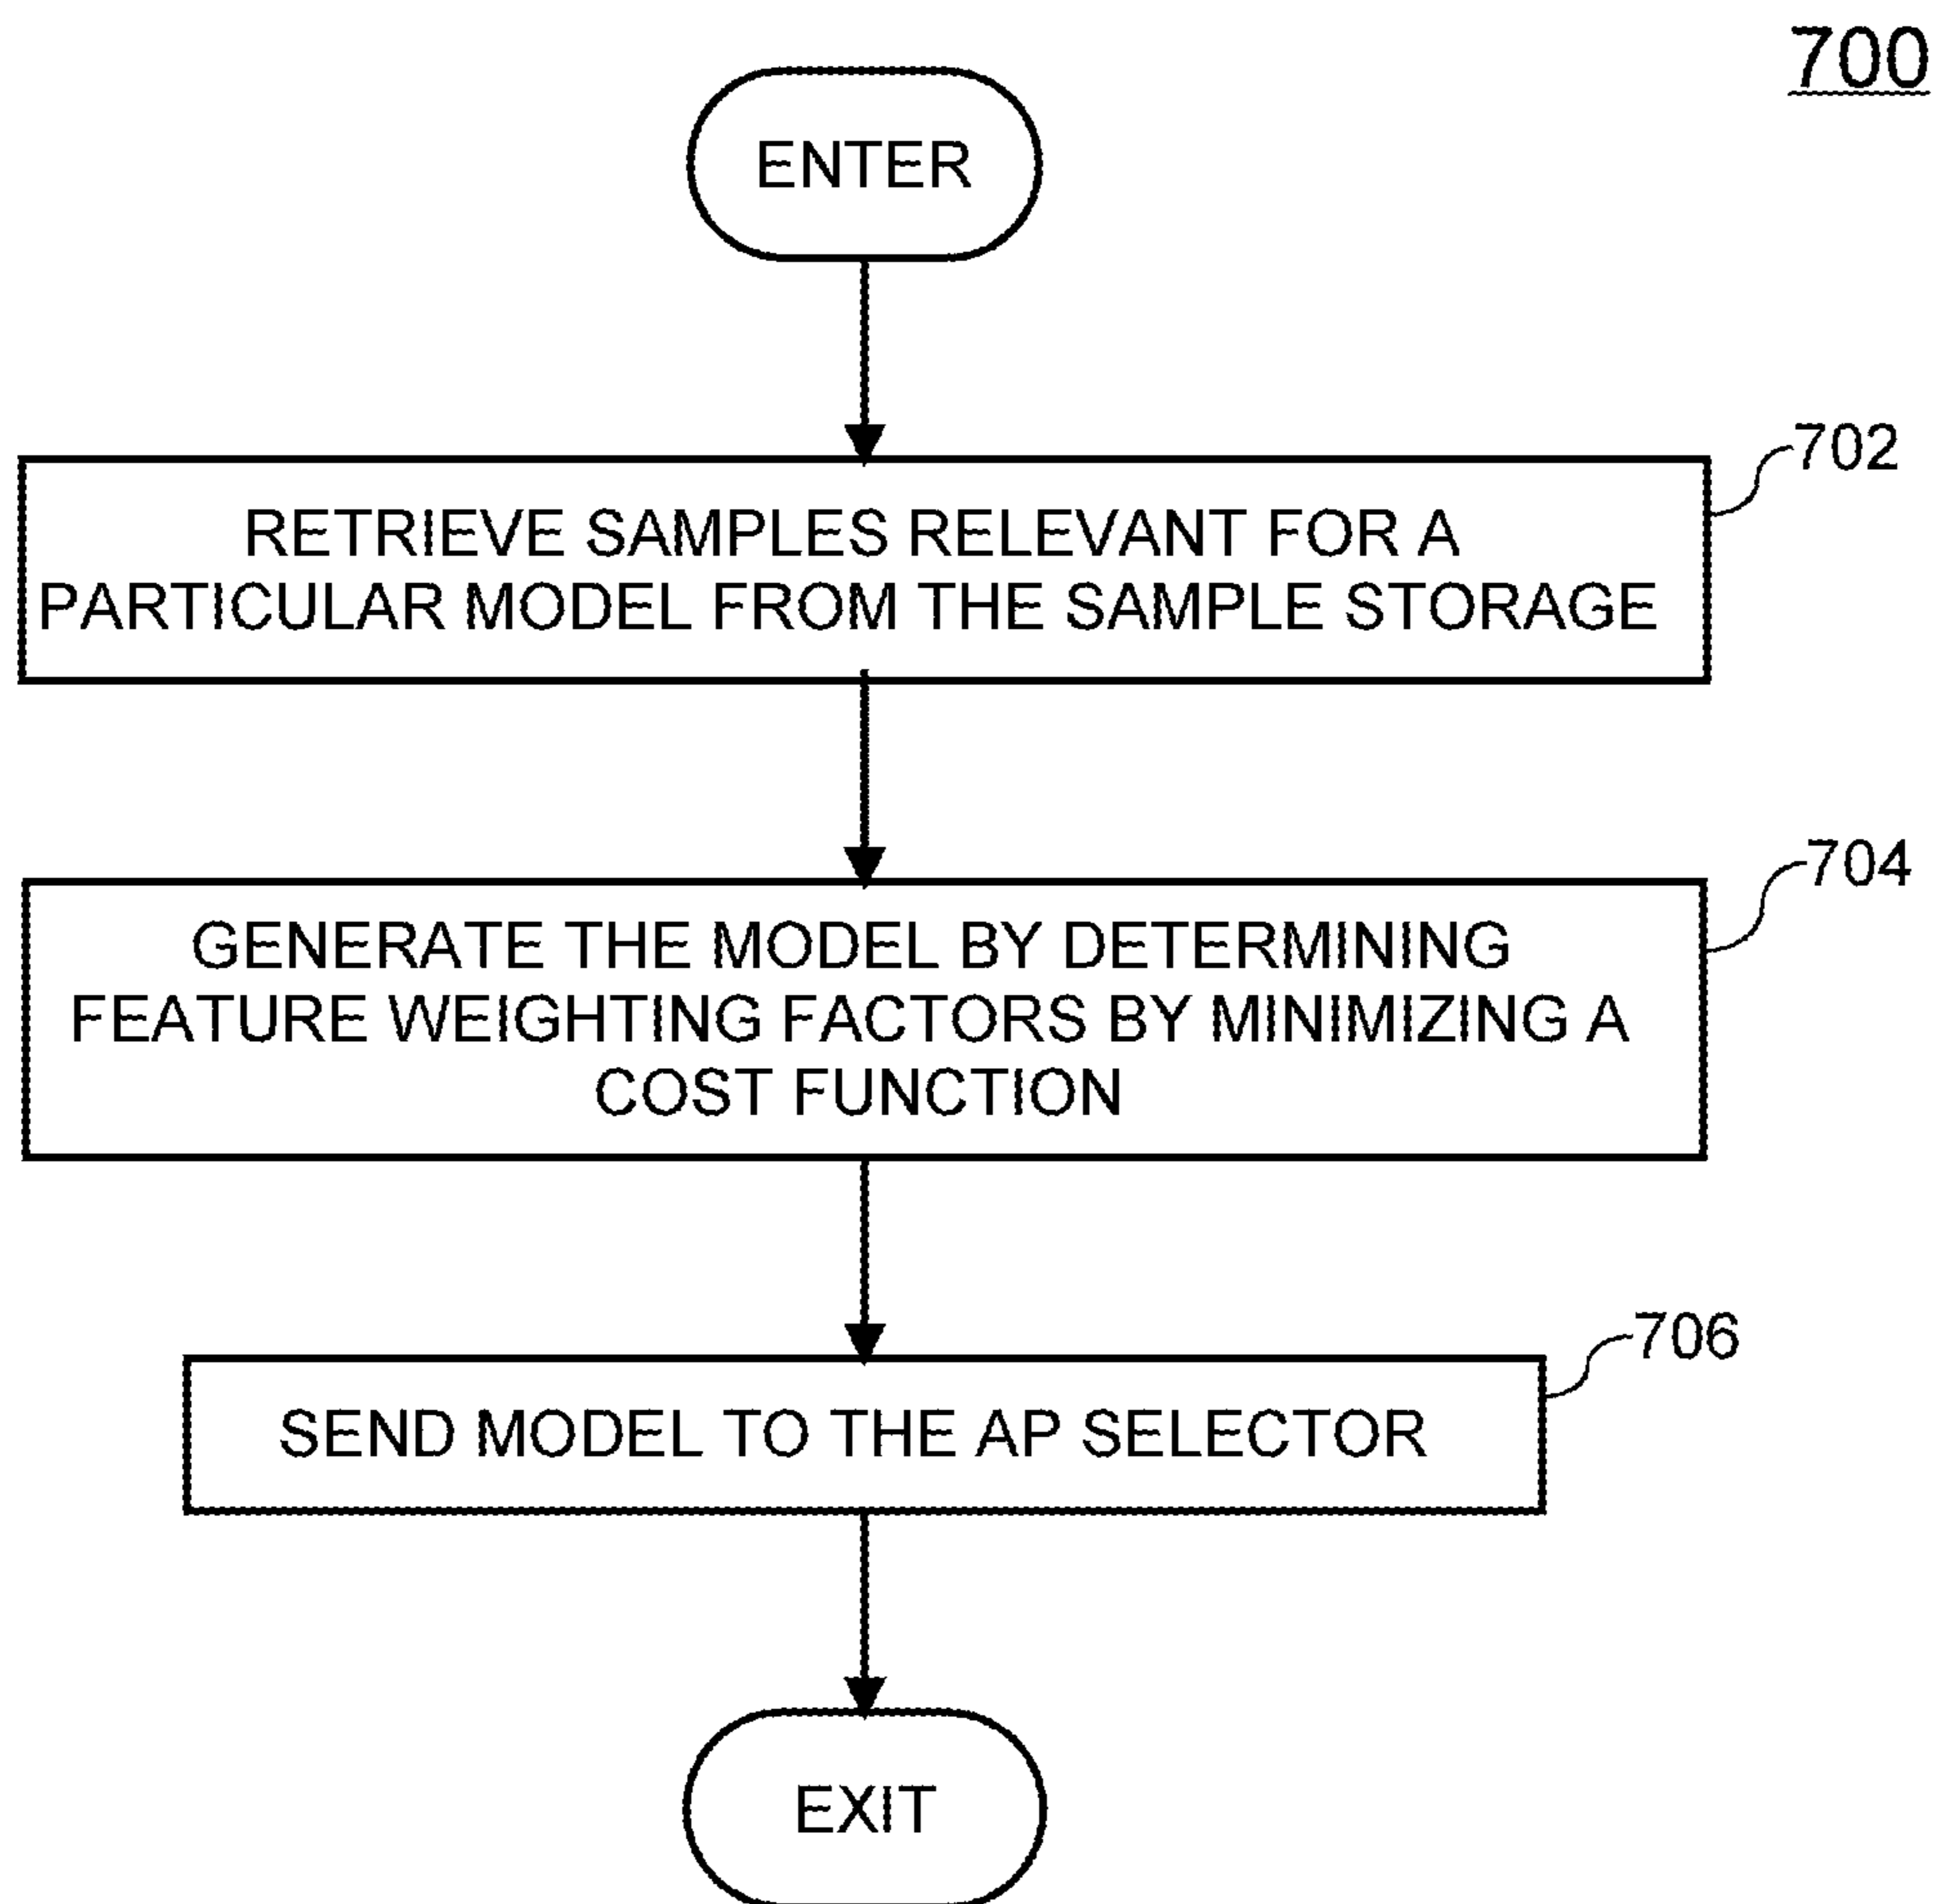 700
ENTER
702
RETRIEVE SAMPLES RELEVANT FOR A
PARTICULAR MODEL FROM THE SAMPLE STORAGE
704
GENERATE THE MODEL BY DETERMINING
FEATURE WEIGHTING FACTORS BY MINIMIZING A
COST FUNCTION
706
SEND MODEL TO THE AP SELECTOR
EXIT